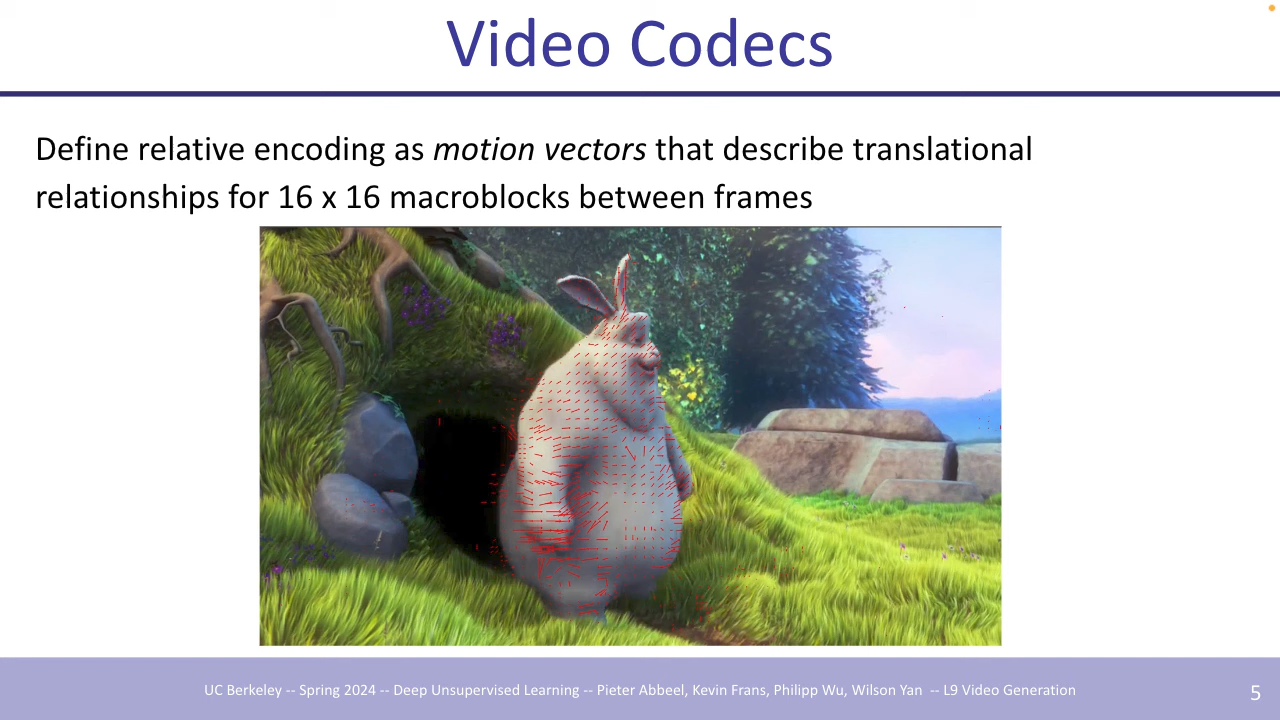 Video Codecs
Define relative encoding as motion vectors that describe translational
relationships for 16 x 16 macroblocks between frames
UC Berkeley -- Spring 2024 -- Deep Unsupervised Learning -- Pieter Abbeel, Kevin Frans, Philipp Wu, Wilson Yan  -- L9 Video Generation
5